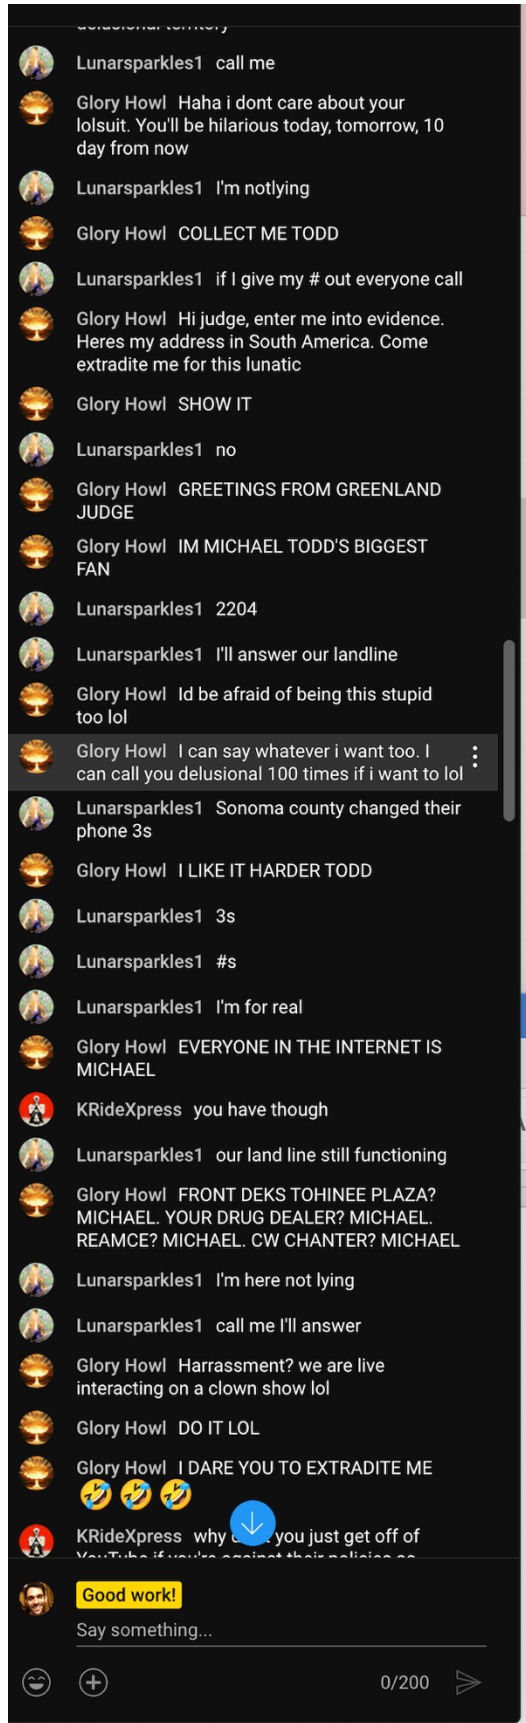 delusional territory
Lunarsparkles1 call me
Glory Howl Haha i dont care about your
lolsuit. You'll be hilarious today, tomorrow, 10
day from now
Lunarsparkles1 I'm notlying
Glory Howl COLLECT ME TODD
Lunarsparkles1 if I give my # out everyone call
Glory Howl Hi judge, enter me into evidence.
Heres my address in South America. Come
extradite me for this lunatic
Glory Howl SHOW IT
Lunarsparkles1 no
Glory Howl GREETINGS FROM GREENLAND
JUDGE
Glory Howl IM MICHAEL TODD'S BIGGEST
FAN
Lunarsparkles1 2204
Lunarsparkles1 I'll answer our landline
Glory Howl Id be afraid of being this stupid
too lol
Glory Howl I can say whatever i want too. I
can call you delusional 100 times if i want to lol
Lunarsparkles1 Sonoma county changed their
phone 3s
Glory Howl I LIKE IT HARDER TODD
Lunarsparkles1 3s
Lunarsparkles1 #s
Lunarsparkles1 I'm for real
Glory Howl EVERYONE IN THE INTERNET IS
MICHAEL
KRideXpress you have though
Lunarsparkles1 our land line still functioning
Glory Howl FRONT DEKS TOHINEE PLAZA?
MICHAEL. YOUR DRUG DEALER? MICHAEL.
REAMCE? MICHAEL. CW CHANTER? MICHAEL
Lunarsparkles1 I'm here not lying
Lunarsparkles1 call me I'll answer
Glory Howl Harrassment? we are live
interacting on a clown show lol
Glory Howl DO IT LOL
Glory Howl I DARE YOU TO EXTRADITE ME
🤣🤣🤣
KRideXpress why you just get off of
YouTube if you're against their policies so
Good work!
Say something...
0/200